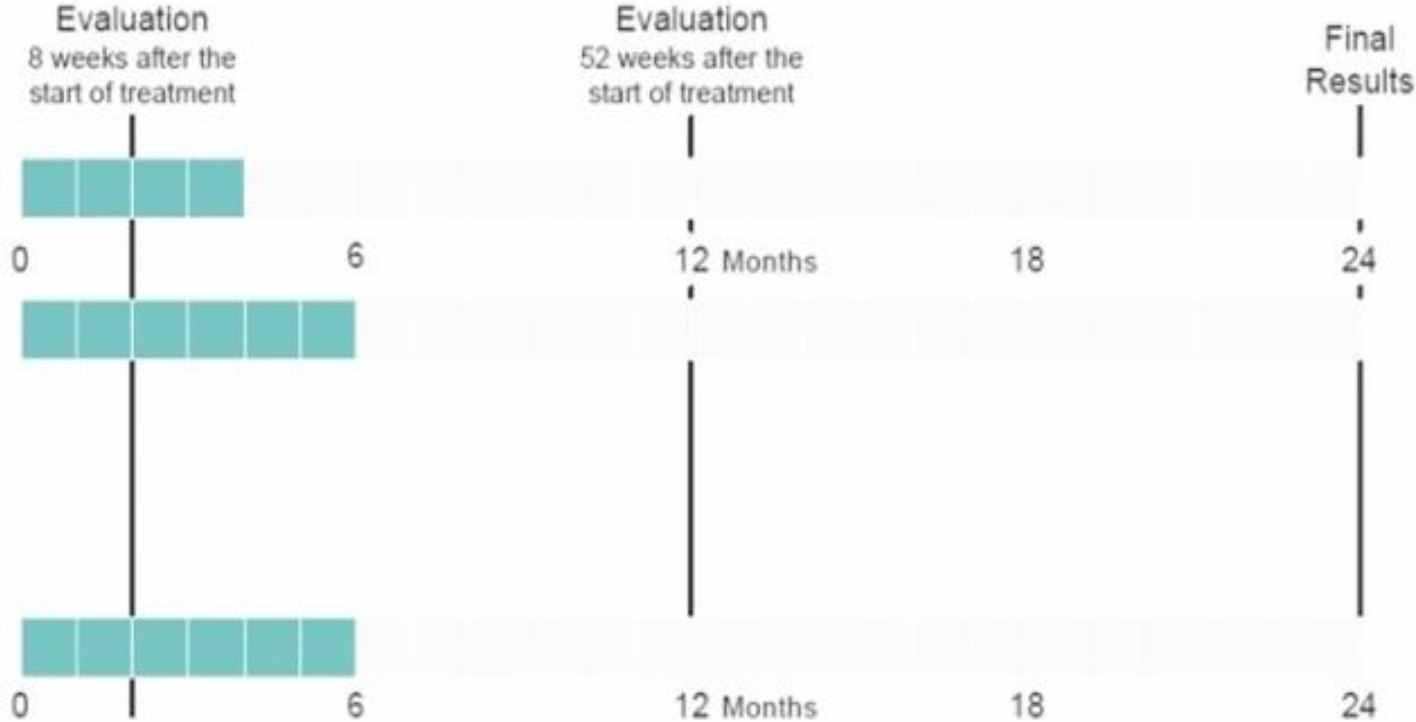 Evaluation
8 weeks after the
start of treatment
Evaluation
52 weeks after the
start of treatment
Final
Results
0 6 12 Months 18 24
0 6 12 Months 18 24